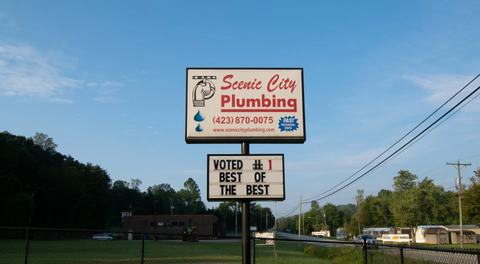 Scenic City
Plumbing
(423) 870-0075
www.sceniccityplumbing.com
VOTED #1
BEST OF
THE BEST